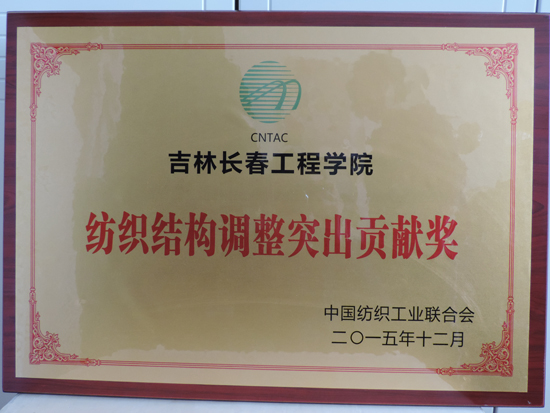 CNTAC
吉林长春工程学院
纺织结构调整突出贡献奖
中国纺织工业联合会
二〇一五年十二月